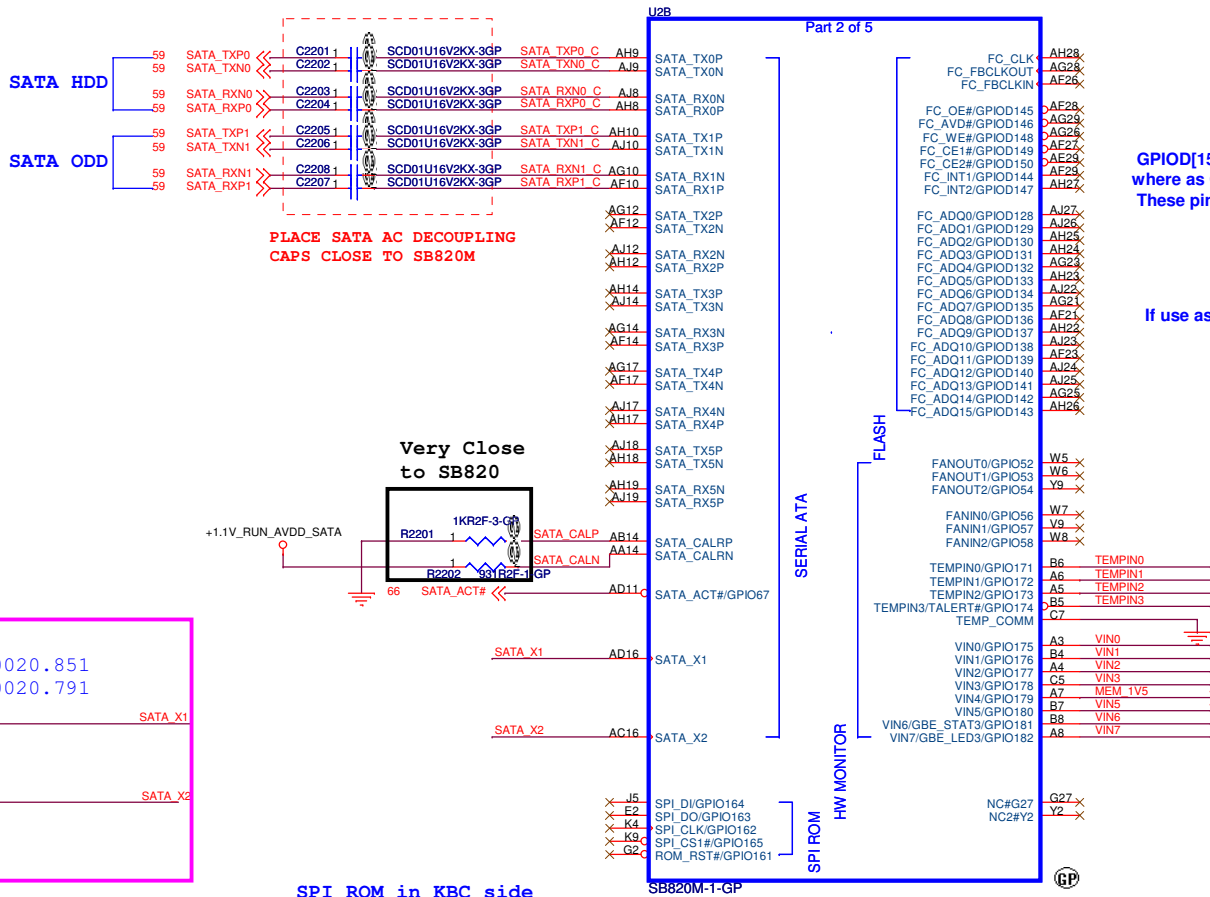 U2B
Part 2 of 5
SATA HDD
59 SATA_TXP0 C2201 1 SCD01U16V2KX-3GP SATA_TXP0_C AH9 SATA_TX0P
59 SATA_TXN0 C2202 1 SCD01U16V2KX-3GP SATA_TXN0_C AJ9 SATA_TX0N
59 SATA_RXN0 C2203 1 SCD01U16V2KX-3GP SATA_RXN0_C AJ8 SATA_RX0N
59 SATA_RXP0 C2204 1 SCD01U16V2KX-3GP SATA_RXP0_C AH8 SATA_RX0P
SATA ODD
59 SATA_TXP1 C2205 1 SCD01U16V2KX-3GP SATA_TXP1_C AH10 SATA_TX1P
59 SATA_TXN1 C2206 1 SCD01U16V2KX-3GP SATA_TXN1_C AJ10 SATA_TX1N
59 SATA_RXN1 C2208 1 SCD01U16V2KX-3GP SATA_RXN1_C AG10 SATA_RX1N
59 SATA_RXP1 C2207 1 SCD01U16V2KX-3GP SATA_RXP1_C AF10 SATA_RX1P
PLACE SATA AC DECOUPLING
CAPS CLOSE TO SB820M
AG12 SATA_TX2P
AF12 SATA_TX2N
AJ12 SATA_RX2N
AH12 SATA_RX2P
AH14 SATA_TX3P
AJ14 SATA_TX3N
AG14 SATA_RX3N
AF14 SATA_RX3P
AG17 SATA_TX4P
AF17 SATA_TX4N
AJ17 SATA_RX4N
AH17 SATA_RX4P
AJ18 SATA_TX5P
AH18 SATA_TX5N
AH19 SATA_RX5N
AJ19 SATA_RX5P
Very Close
to SB820
+1.1V_RUN_AVDD_SATA
R2201 1 1KR2F-3-GP SATA_CALP AB14 SATA_CALRP
R2202 1 931R2F-1-GP SATA_CALN AA14 SATA_CALRN
66 SATA_ACT# AD11 SATA_ACT#/GPIO67
SATA_X1 AD16 SATA_X1
SATA_X2 AC16 SATA_X2
0020.851
0020.791
SATA_X1
SATA_X2
J5 SPI_DI/GPIO164
E2 SPI_DO/GPIO163
K4 SPI_CLK/GPIO162
K9 SPI_CS1#/GPIO165
G2 ROM_RST#/GPIO161
SPI ROM in KBC side
SB820M-1-GP
SERIAL ATA
SPI ROM
FLASH
HW MONITOR
FC_CLK AH28
FC_FBCLKOUT AG28
FC_FBCLKIN AF26
FC_OE#/GPIOD145 AF28
FC_AVD#/GPIOD146 AG29
FC_WE#/GPIOD148 AG26
FC_CE1#/GPIOD149 AF27
FC_CE2#/GPIOD150 AE29
FC_INT1/GPIOD144 AF29
FC_INT2/GPIOD147 AH27
FC_ADQ0/GPIOD128 AJ27
FC_ADQ1/GPIOD129 AJ26
FC_ADQ2/GPIOD130 AH25
FC_ADQ3/GPIOD131 AH24
FC_ADQ4/GPIOD132 AG23
FC_ADQ5/GPIOD133 AH23
FC_ADQ6/GPIOD134 AJ22
FC_ADQ7/GPIOD135 AG21
FC_ADQ8/GPIOD136 AF21
FC_ADQ9/GPIOD137 AH22
FC_ADQ10/GPIOD138 AJ23
FC_ADQ11/GPIOD139 AF23
FC_ADQ12/GPIOD140 AJ24
FC_ADQ13/GPIOD141 AJ25
FC_ADQ14/GPIOD142 AG25
FC_ADQ15/GPIOD143 AH26
GPIOD[15
where as
These pin
If use as
FANOUT0/GPIO52 W5
FANOUT1/GPIO53 W6
FANOUT2/GPIO54 Y9
FANIN0/GPIO56 W7
FANIN1/GPIO57 V9
FANIN2/GPIO58 W8
TEMPIN0/GPIO171 B6 TEMPIN0
TEMPIN1/GPIO172 A6 TEMPIN1
TEMPIN2/GPIO173 A5 TEMPIN2
TEMPIN3/TALERT#/GPIO174 B5 TEMPIN3
TEMP_COMM C7
VIN0/GPIO175 A3 VIN0
VIN1/GPIO176 B4 VIN1
VIN2/GPIO177 A4 VIN2
VIN3/GPIO178 C5 VIN3
VIN4/GPIO179 A7 MEM_1V5
VIN5/GPIO180 B7 VIN5
VIN6/GBE_STAT3/GPIO181 B8 VIN6
VIN7/GBE_LED3/GPIO182 A8 VIN7
NC#G27 G27
NC2#Y2 Y2
GP